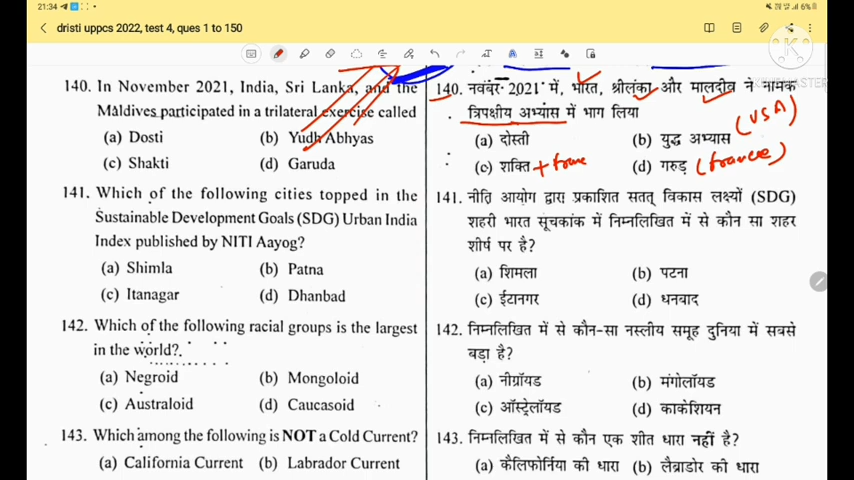 21:34
6%
dristi uppcs 2022, test 4, ques 1 to 150
K
KINEMASTER
140. In November 2021, India, Sri Lanka, and the
Maldives participated in a trilateral exercise called
(a) Dosti (b) Yudh Abhyas
(c) Shakti (d) Garuda
141. Which of the following cities topped in the
Sustainable Development Goals (SDG) Urban India
Index published by NITI Aayog?
(a) Shimla (b) Patna
(c) Itanagar (d) Dhanbad
142. Which of the following racial groups is the largest
in the world?
(a) Negroid (b) Mongoloid
(c) Australoid (d) Caucasoid
143. Which among the following is NOT a Cold Current?
(a) California Current (b) Labrador Current
140. नवंबर 2021 में, भारत, श्रीलंका और मालदीव ने नामक
त्रिपक्षीय अभ्यास में भाग लिया
(a) दोस्ती (b) युद्ध अभ्यास (USA)
(c) शक्ति + france (d) गरुड़ (france)
141. नीति आयोग द्वारा प्रकाशित सतत् विकास लक्ष्यों (SDG)
शहरी भारत सूचकांक में निम्नलिखित में से कौन सा शहर
शीर्ष पर है?
(a) शिमला (b) पटना
(c) ईटानगर (d) धनबाद
142. निम्नलिखित में से कौन-सा नस्लीय समूह दुनिया में सबसे
बड़ा है?
(a) नीग्रॉयड (b) मंगोलॉयड
(c) ऑस्ट्रेलॉयड (d) काकेशियन
143. निम्नलिखित में से कौन एक शीत धारा नहीं है?
(a) कैलिफोर्निया की धारा (b) लैब्राडोर की धारा